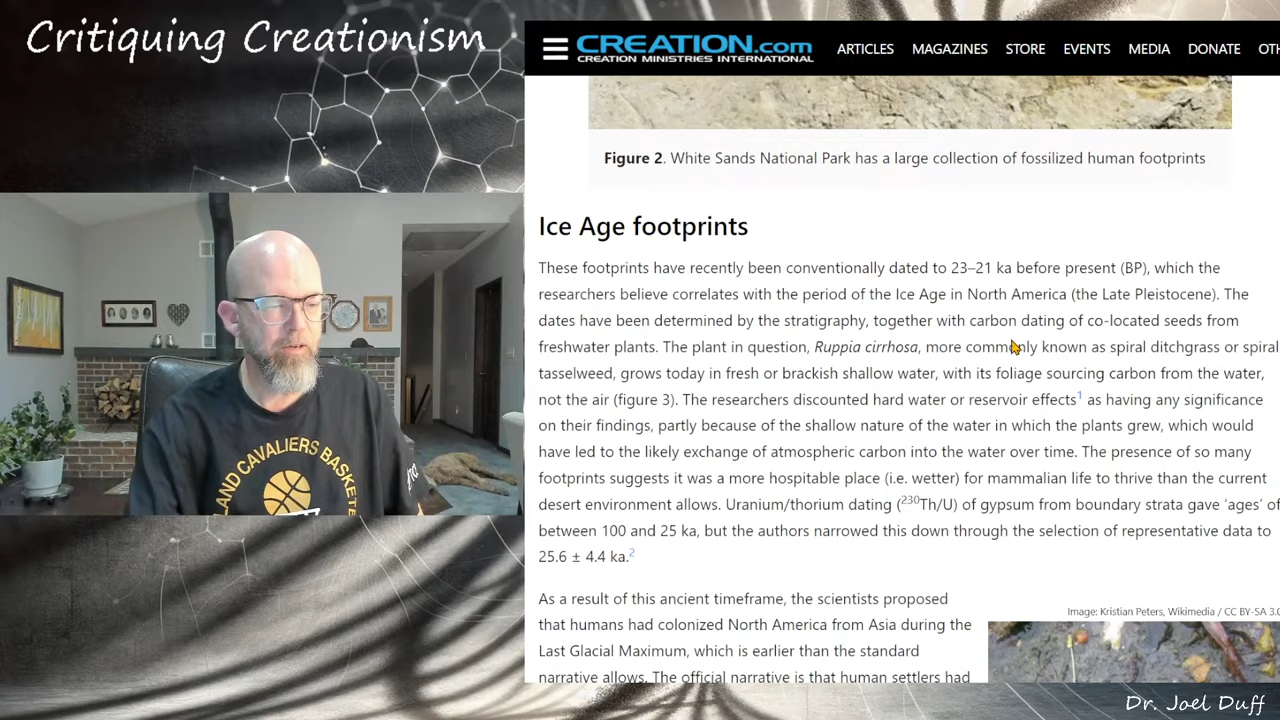 Critiquing Creationism
CREATION.com
CREATION MINISTRIES INTERNATIONAL
ARTICLES MAGAZINES STORE EVENTS MEDIA DONATE OTH
Figure 2. White Sands National Park has a large collection of fossilized human footprints
Ice Age footprints
These footprints have recently been conventionally dated to 23–21 ka before present (BP), which the
researchers believe correlates with the period of the Ice Age in North America (the Late Pleistocene). The
dates have been determined by the stratigraphy, together with carbon dating of co-located seeds from
freshwater plants. The plant in question, Ruppia cirrhosa, more commonly known as spiral ditchgrass or spiral
tasselweed, grows today in fresh or brackish shallow water, with its foliage sourcing carbon from the water,
not the air (figure 3). The researchers discounted hard water or reservoir effects1 as having any significance
on their findings, partly because of the shallow nature of the water in which the plants grew, which would
have led to the likely exchange of atmospheric carbon into the water over time. The presence of so many
footprints suggests it was a more hospitable place (i.e. wetter) for mammalian life to thrive than the current
desert environment allows. Uranium/thorium dating (230Th/U) of gypsum from boundary strata gave ‘ages’ of
between 100 and 25 ka, but the authors narrowed this down through the selection of representative data to
25.6 ± 4.4 ka.2
As a result of this ancient timeframe, the scientists proposed
that humans had colonized North America from Asia during the
Last Glacial Maximum, which is earlier than the standard
narrative allows. The official narrative is that human settlers had
Image: Kristian Peters, Wikimedia / CC BY-SA 3.0
LAND CAVALIERS BASKE
Dr. Joel Duff